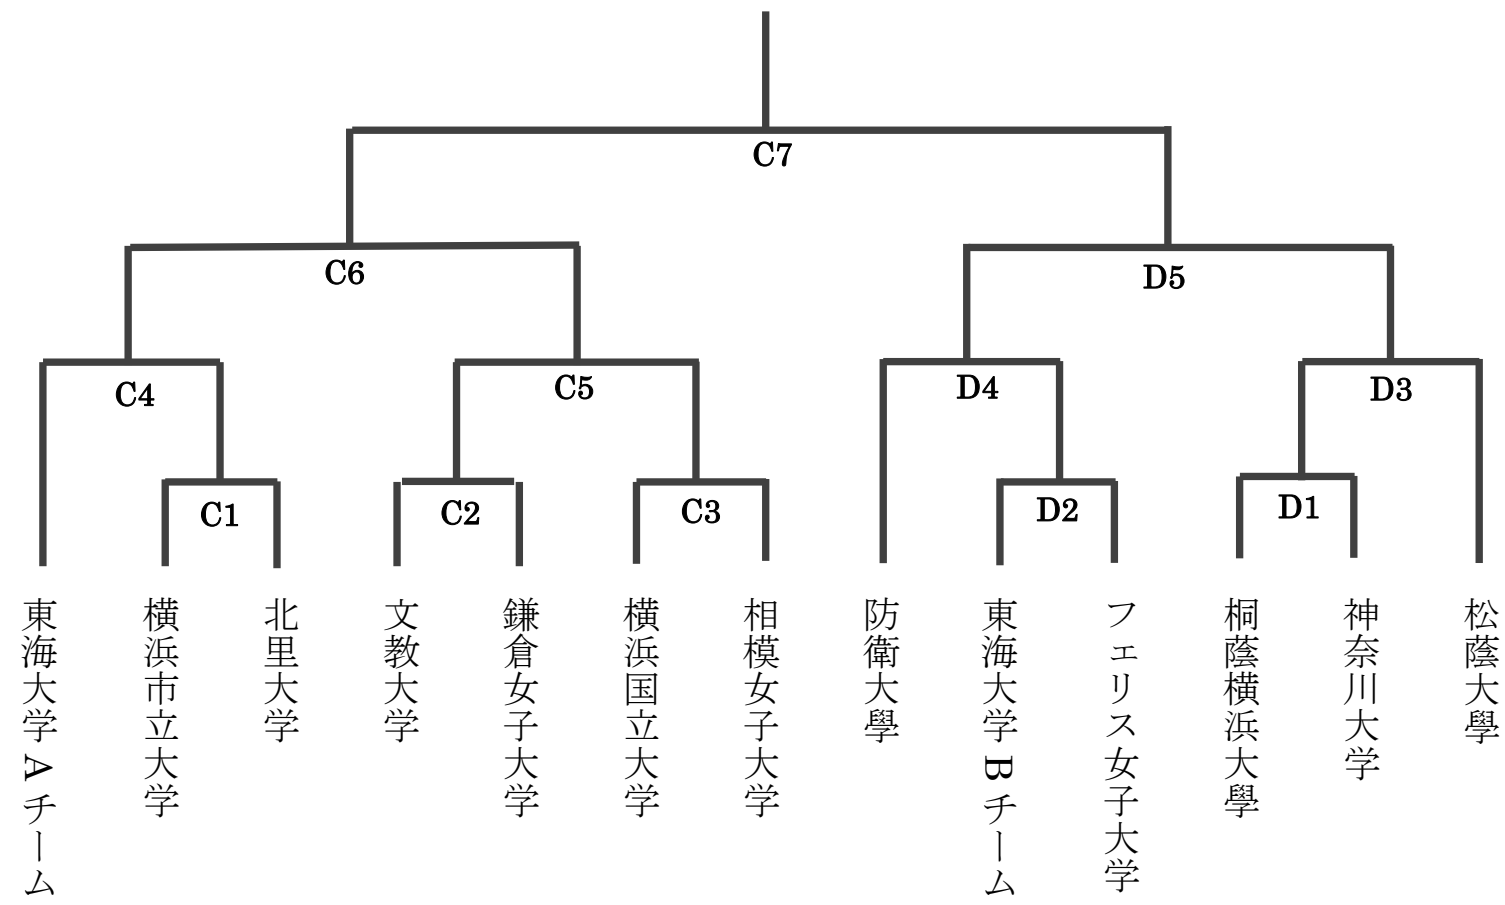 C7
C6
D5
C4
C5
D4
D3
C1
C2
C3
D2
D1
東海大学Aチーム
横浜市立大学
北里大学
文教大学
鎌倉女子大学
横浜国立大学
相模女子大学
防衛大學
東海大学Bチーム
フェリス女子大学
桐蔭横浜大學
神奈川大学
松蔭大學